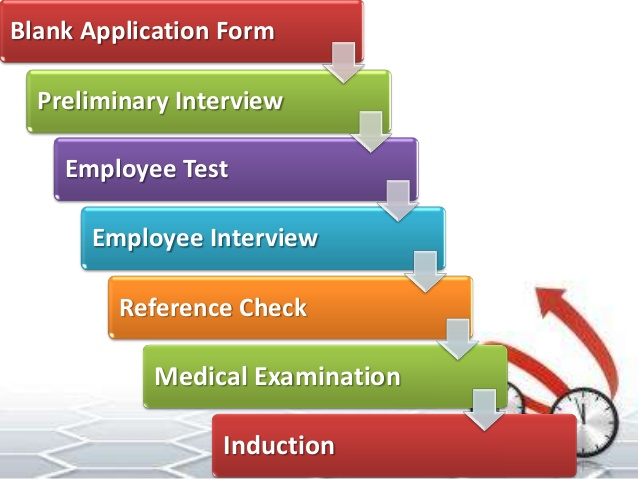 Blank Application Form
Preliminary Interview
Employee Test
Employee Interview
Reference Check
Medical Examination
Induction